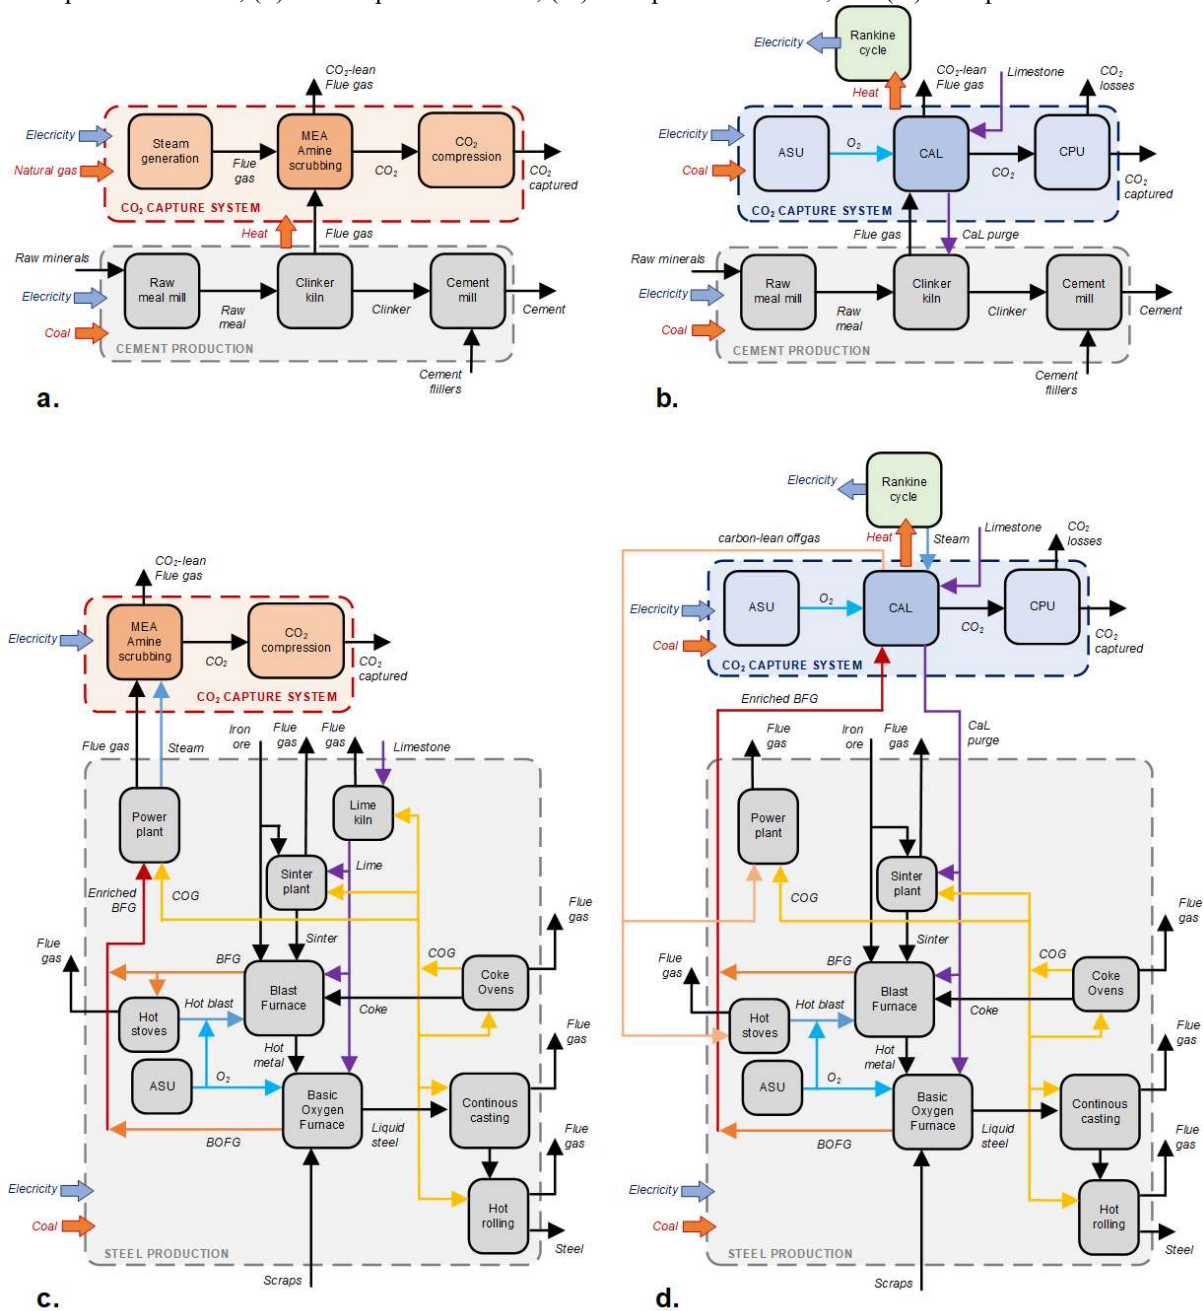 CO2-lean
Flue gas
Elecricity
Natural gas
Steam
generation
Flue
gas
MEA
Amine
scrubbing
CO2
CO2
compression
CO2
captured
CO2 CAPTURE SYSTEM
Heat
Flue gas
Raw minerals
Elecricity
Coal
Raw
meal mill
Raw
meal
Clinker
kiln
Clinker
Cement
mill
Cement
CEMENT PRODUCTION
Cement
flillers
a.
Elecricity
Rankine
cycle
Heat
CO2-lean
Flue gas
Limestone
CO2
losses
Elecricity
Coal
ASU
O2
CAL
CO2
CPU
CO2
captured
CO2 CAPTURE SYSTEM
Flue gas
CaL purge
Raw minerals
Elecricity
Coal
Raw
meal mill
Raw
meal
Clinker
kiln
Clinker
Cement
mill
Cement
CEMENT PRODUCTION
Cement
flillers
b.
CO2-lean
Flue gas
Elecricity
MEA
Amine
scrubbing
CO2
CO2
compression
CO2
captured
CO2 CAPTURE SYSTEM
Flue gas
Steam
Iron
ore
Flue
gas
Flue
gas
Limestone
Power
plant
Lime
kiln
Sinter
plant
Lime
Enriched
BFG
COG
Sinter
Flue
gas
Flue
gas
BFG
COG
Blast
Furnace
Coke
Ovens
Coke
Hot
stoves
Hot blast
Flue
gas
Hot
metal
ASU
O2
Basic
Oxygen
Furnace
Continous
casting
Liquid
steel
BOFG
Flue
gas
Hot
rolling
Elecricity
Coal
Steel
STEEL PRODUCTION
Scraps
c.
Elecricity
Rankine
cycle
carbon-lean offgas
Heat
Steam
Limestone
CO2
losses
Elecricity
Coal
ASU
O2
CAL
CO2
CPU
CO2
captured
CO2 CAPTURE SYSTEM
Enriched BFG
CaL
purge
Flue
gas
Iron
ore
Flue
gas
Power
plant
Sinter
plant
COG
Sinter
Flue
gas
Flue
gas
BFG
COG
Blast
Furnace
Coke
Ovens
Coke
Hot
stoves
Hot blast
Flue
gas
Hot
metal
ASU
O2
Basic
Oxygen
Furnace
Continous
casting
Liquid
steel
BOFG
Flue
gas
Hot
rolling
Elecricity
Coal
Steel
STEEL PRODUCTION
Scraps
d.